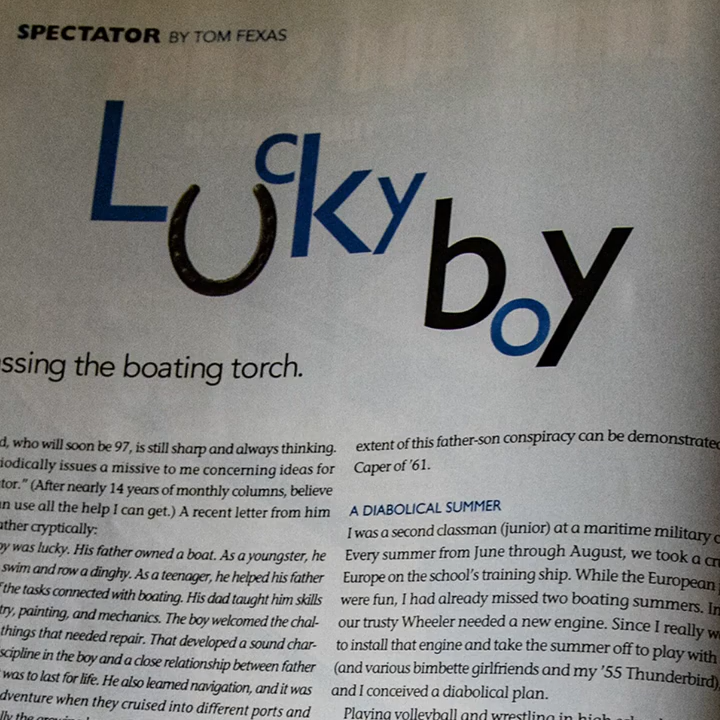 SPECTATOR BY TOM FEXAS
Lucky boy
ssing the boating torch.
d, who will soon be 97, is still sharp and always thinking.
iodically issues a missive to me concerning ideas for
tor." (After nearly 14 years of monthly columns, believe
n use all the help I can get.) A recent letter from him
ather cryptically:
oy was lucky. His father owned a boat. As a youngster, he
swim and row a dinghy. As a teenager, he helped his father
f the tasks connected with boating. His dad taught him skills
try, painting, and mechanics. The boy welcomed the chal-
things that needed repair. That developed a sound char-
scipline in the boy and a close relationship between father
was to last for life. He also learned navigation, and it was
dventure when they cruised into different ports and
extent of this father-son conspiracy can be demonstrated
Caper of '61.
A DIABOLICAL SUMMER
I was a second classman (junior) at a maritime military
Every summer from June through August, we took a cr
Europe on the school's training ship. While the European
were fun, I had already missed two boating summers. In
our trusty Wheeler needed a new engine. Since I really w
to install that engine and take the summer off to play with
(and various bimbette girlfriends and my '55 Thunderbird)
and I conceived a diabolical plan.
Playing volleyball and wrestling in